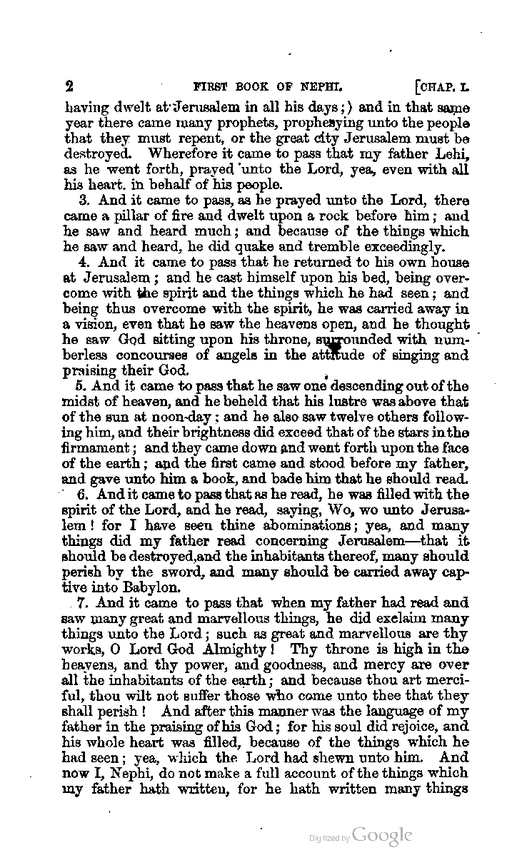 2 FIRST BOOK OF NEPHI. [CHAP. I.
having dwelt at Jerusalem in all his days;) and in that same
year there came many prophets, prophesying unto the people
that they must repent, or the great city Jerusalem must be
destroyed. Wherefore it came to pass that my father Lehi,
as he went forth, prayed unto the Lord, yea, even with all
his heart. in behalf of his people.
3. And it came to pass, as he prayed unto the Lord, there
came a pillar of fire and dwelt upon a rock before him; and
he saw and heard much; and because of the things which
he saw and heard, he did quake and tremble exceedingly.
4. And it came to pass that he returned to his own house
at Jerusalem; and he cast himself upon his bed, being over-
come with the spirit and the things which he had seen; and
being thus overcome with the spirit, he was carried away in
a vision, even that he saw the heavens open, and he thought
he saw God sitting upon his throne, surrounded with num-
berless concourses of angels in the attitude of singing and
praising their God.
5. And it came to pass that he saw one descending out of the
midst of heaven, and he beheld that his lustre was above that
of the sun at noon-day; and he also saw twelve others follow-
ing him, and their brightness did exceed that of the stars in the
firmament; and they came down and went forth upon the face
of the earth; and the first came and stood before my father,
and gave unto him a book, and bade him that he should read.
6. And it came to pass that as he read, he was filled with the
spirit of the Lord, and he read, saying, Wo, wo unto Jerusa-
lem! for I have seen thine abominations; yea, and many
things did my father read concerning Jerusalem—that it
should be destroyed, and the inhabitants thereof, many should
perish by the sword, and many should be carried away cap-
tive into Babylon.
7. And it came to pass that when my father had read and
saw many great and marvellous things, he did exclaim many
things unto the Lord; such as great and marvellous are thy
works, O Lord God Almighty! Thy throne is high in the
heavens, and thy power, and goodness, and mercy are over
all the inhabitants of the earth; and because thou art merci-
ful, thou wilt not suffer those who come unto thee that they
shall perish! And after this manner was the language of my
father in the praising of his God; for his soul did rejoice, and
his whole heart was filled, because of the things which he
had seen; yea, which the Lord had shewn unto him. And
now I, Nephi, do not make a full account of the things which
my father hath written, for he hath written many things
Digitized by Google